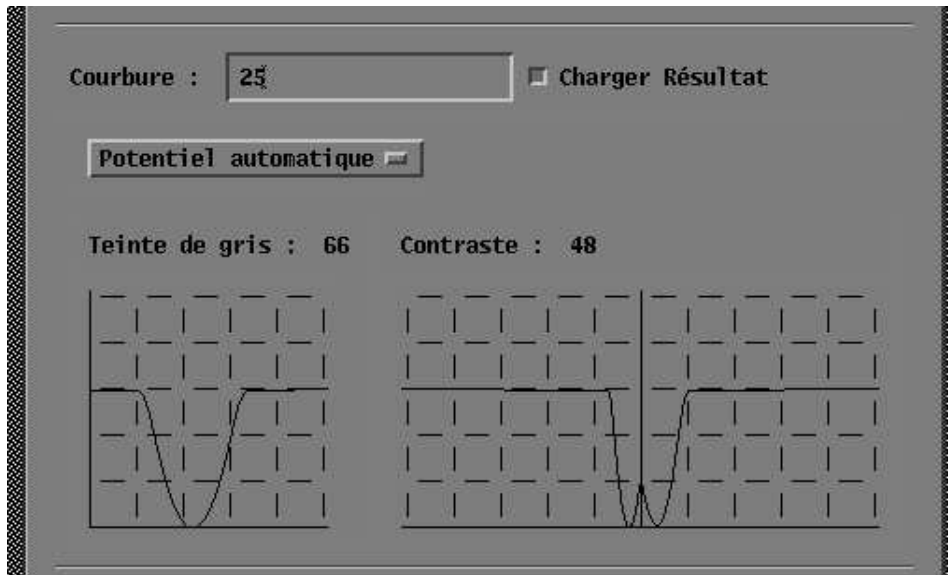 Courbure : 25 Charger Résultat
Potentiel automatique
Teinte de gris : 66 Contraste : 48